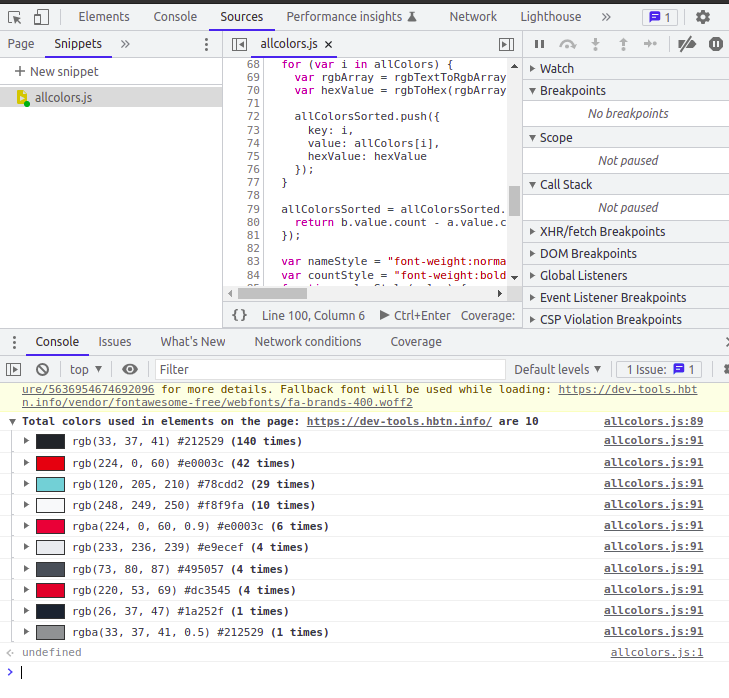 Elements Console Sources Performance insights Network Lighthouse » 1
Page Snippets »
+ New snippet
allcolors.js
allcolors.js ×
68 for (var i in allColors) {
69 var rgbArray = rgbTextToRgbArray
70 var hexValue = rgbToHex(rgbArray
71
72 allColorsSorted.push({
73 key: i,
74 value: allColors[i],
75 hexValue: hexValue
76 });
77 }
78
79 allColorsSorted = allColorsSorted.
80 return b.value.count - a.value.c
81 });
82
83 var nameStyle = "font-weight:norma
84 var countStyle = "font-weight:bold
{} Line 100, Column 6 Ctrl+Enter Coverage:
Watch
Breakpoints
No breakpoints
Scope
Not paused
Call Stack
Not paused
XHR/fetch Breakpoints
DOM Breakpoints
Global Listeners
Event Listener Breakpoints
CSP Violation Breakpoints
Console Issues What's New Network conditions Coverage
top ▼ Filter Default levels ▼ 1 Issue: 1
ure/5636954674692096 for more details. Fallback font will be used while loading: https://dev-tools.hbt
n.info/vendor/fontawesome-free/webfonts/fa-brands-400.woff2
Total colors used in elements on the page: https://dev-tools.hbtn.info/ are 10 allcolors.js:89
rgb(33, 37, 41) #212529 (140 times) allcolors.js:91
rgb(224, 0, 60) #e0003c (42 times) allcolors.js:91
rgb(120, 205, 210) #78cdd2 (29 times) allcolors.js:91
rgb(248, 249, 250) #f8f9fa (10 times) allcolors.js:91
rgba(224, 0, 60, 0.9) #e0003c (6 times) allcolors.js:91
rgb(233, 236, 239) #e9ecef (4 times) allcolors.js:91
rgb(73, 80, 87) #495057 (4 times) allcolors.js:91
rgb(220, 53, 69) #dc3545 (4 times) allcolors.js:91
rgb(26, 37, 47) #1a252f (1 times) allcolors.js:91
rgba(33, 37, 41, 0.5) #212529 (1 times) allcolors.js:91
undefined allcolors.js:1